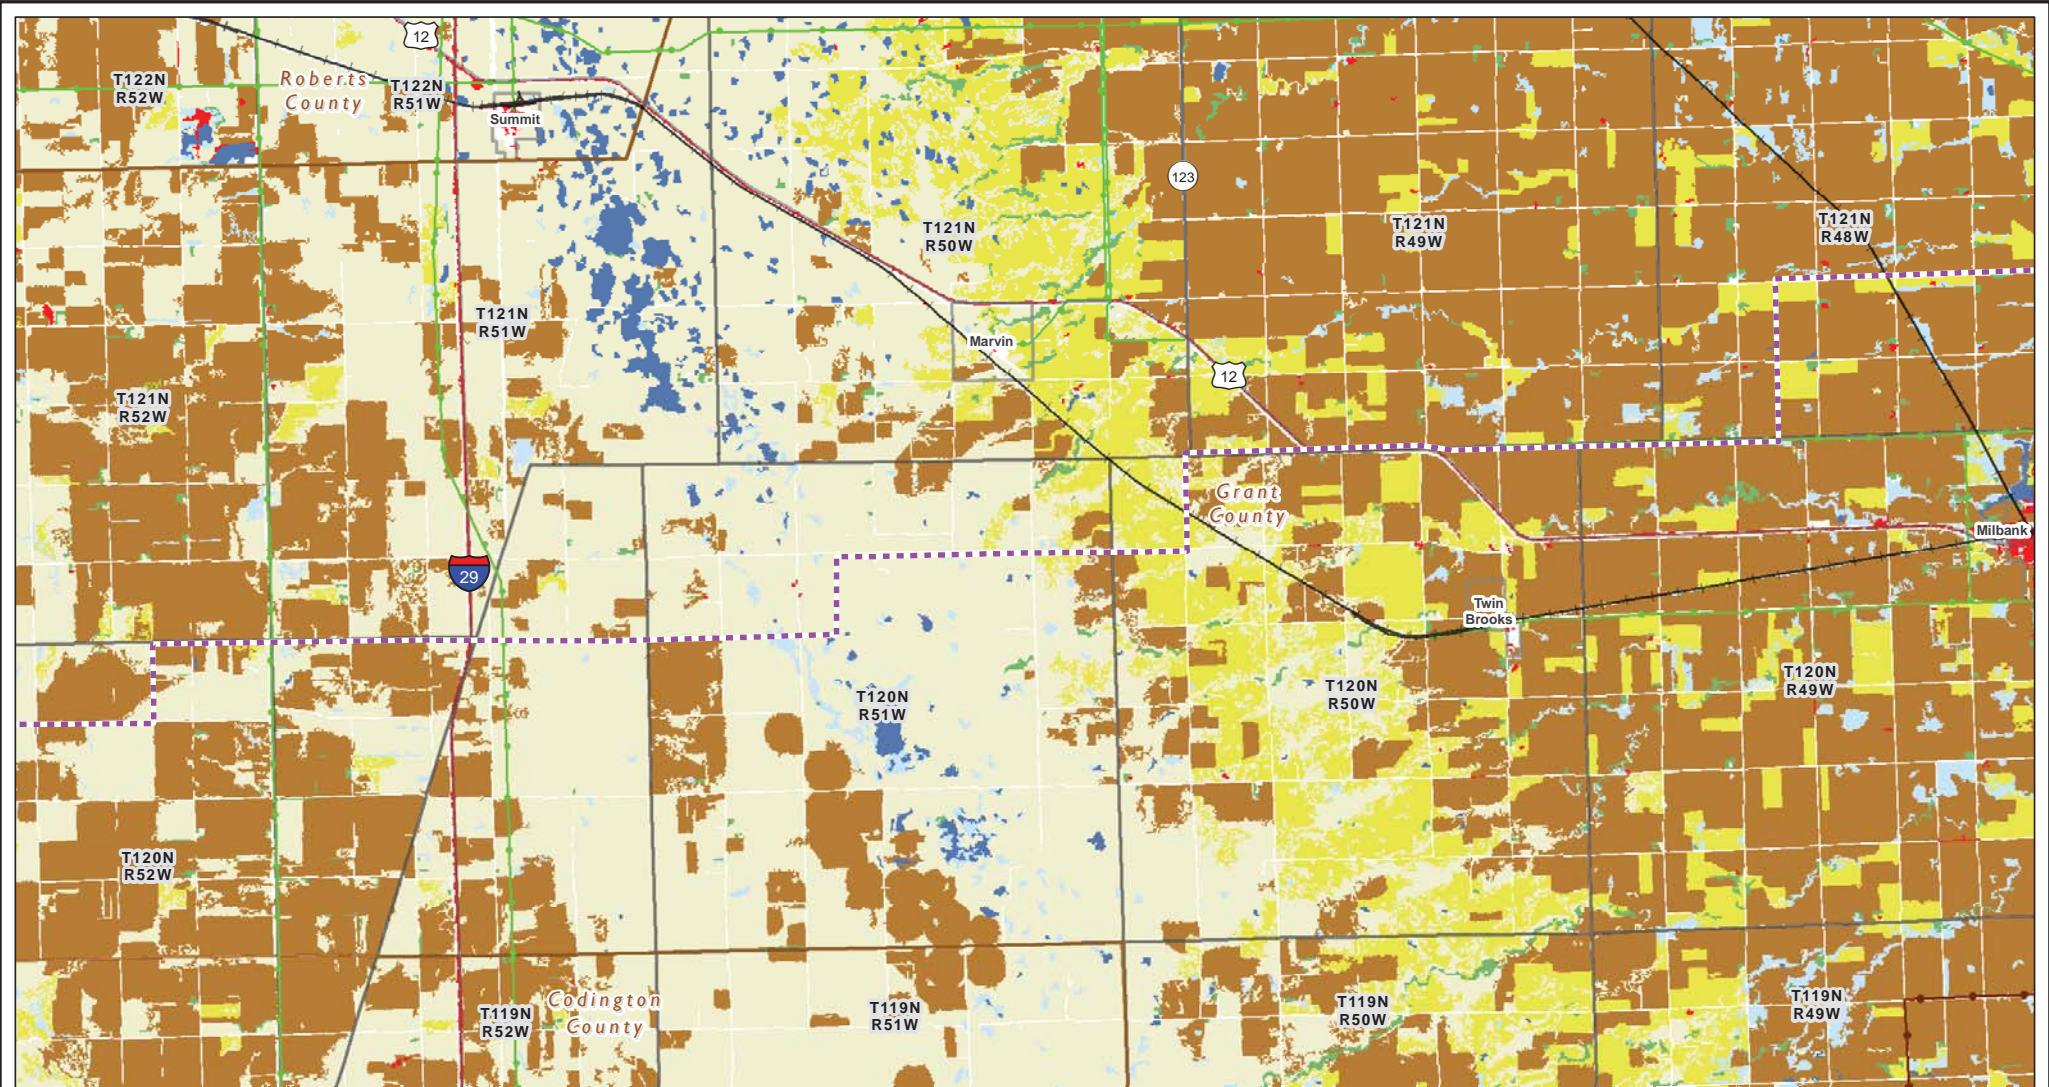 12
T122N
R52W
Roberts
County
T122N
R51W
Summit
123
T121N
R50W
T121N
R49W
T121N
R48W
T121N
R51W
Marvin
12
T121N
R52W
Grant
County
Milbank
29
Twin
Brooks
T120N
R51W
T120N
R50W
T120N
R49W
T120N
R52W
Codington
County
T119N
R52W
T119N
R51W
T119N
R50W
T119N
R49W